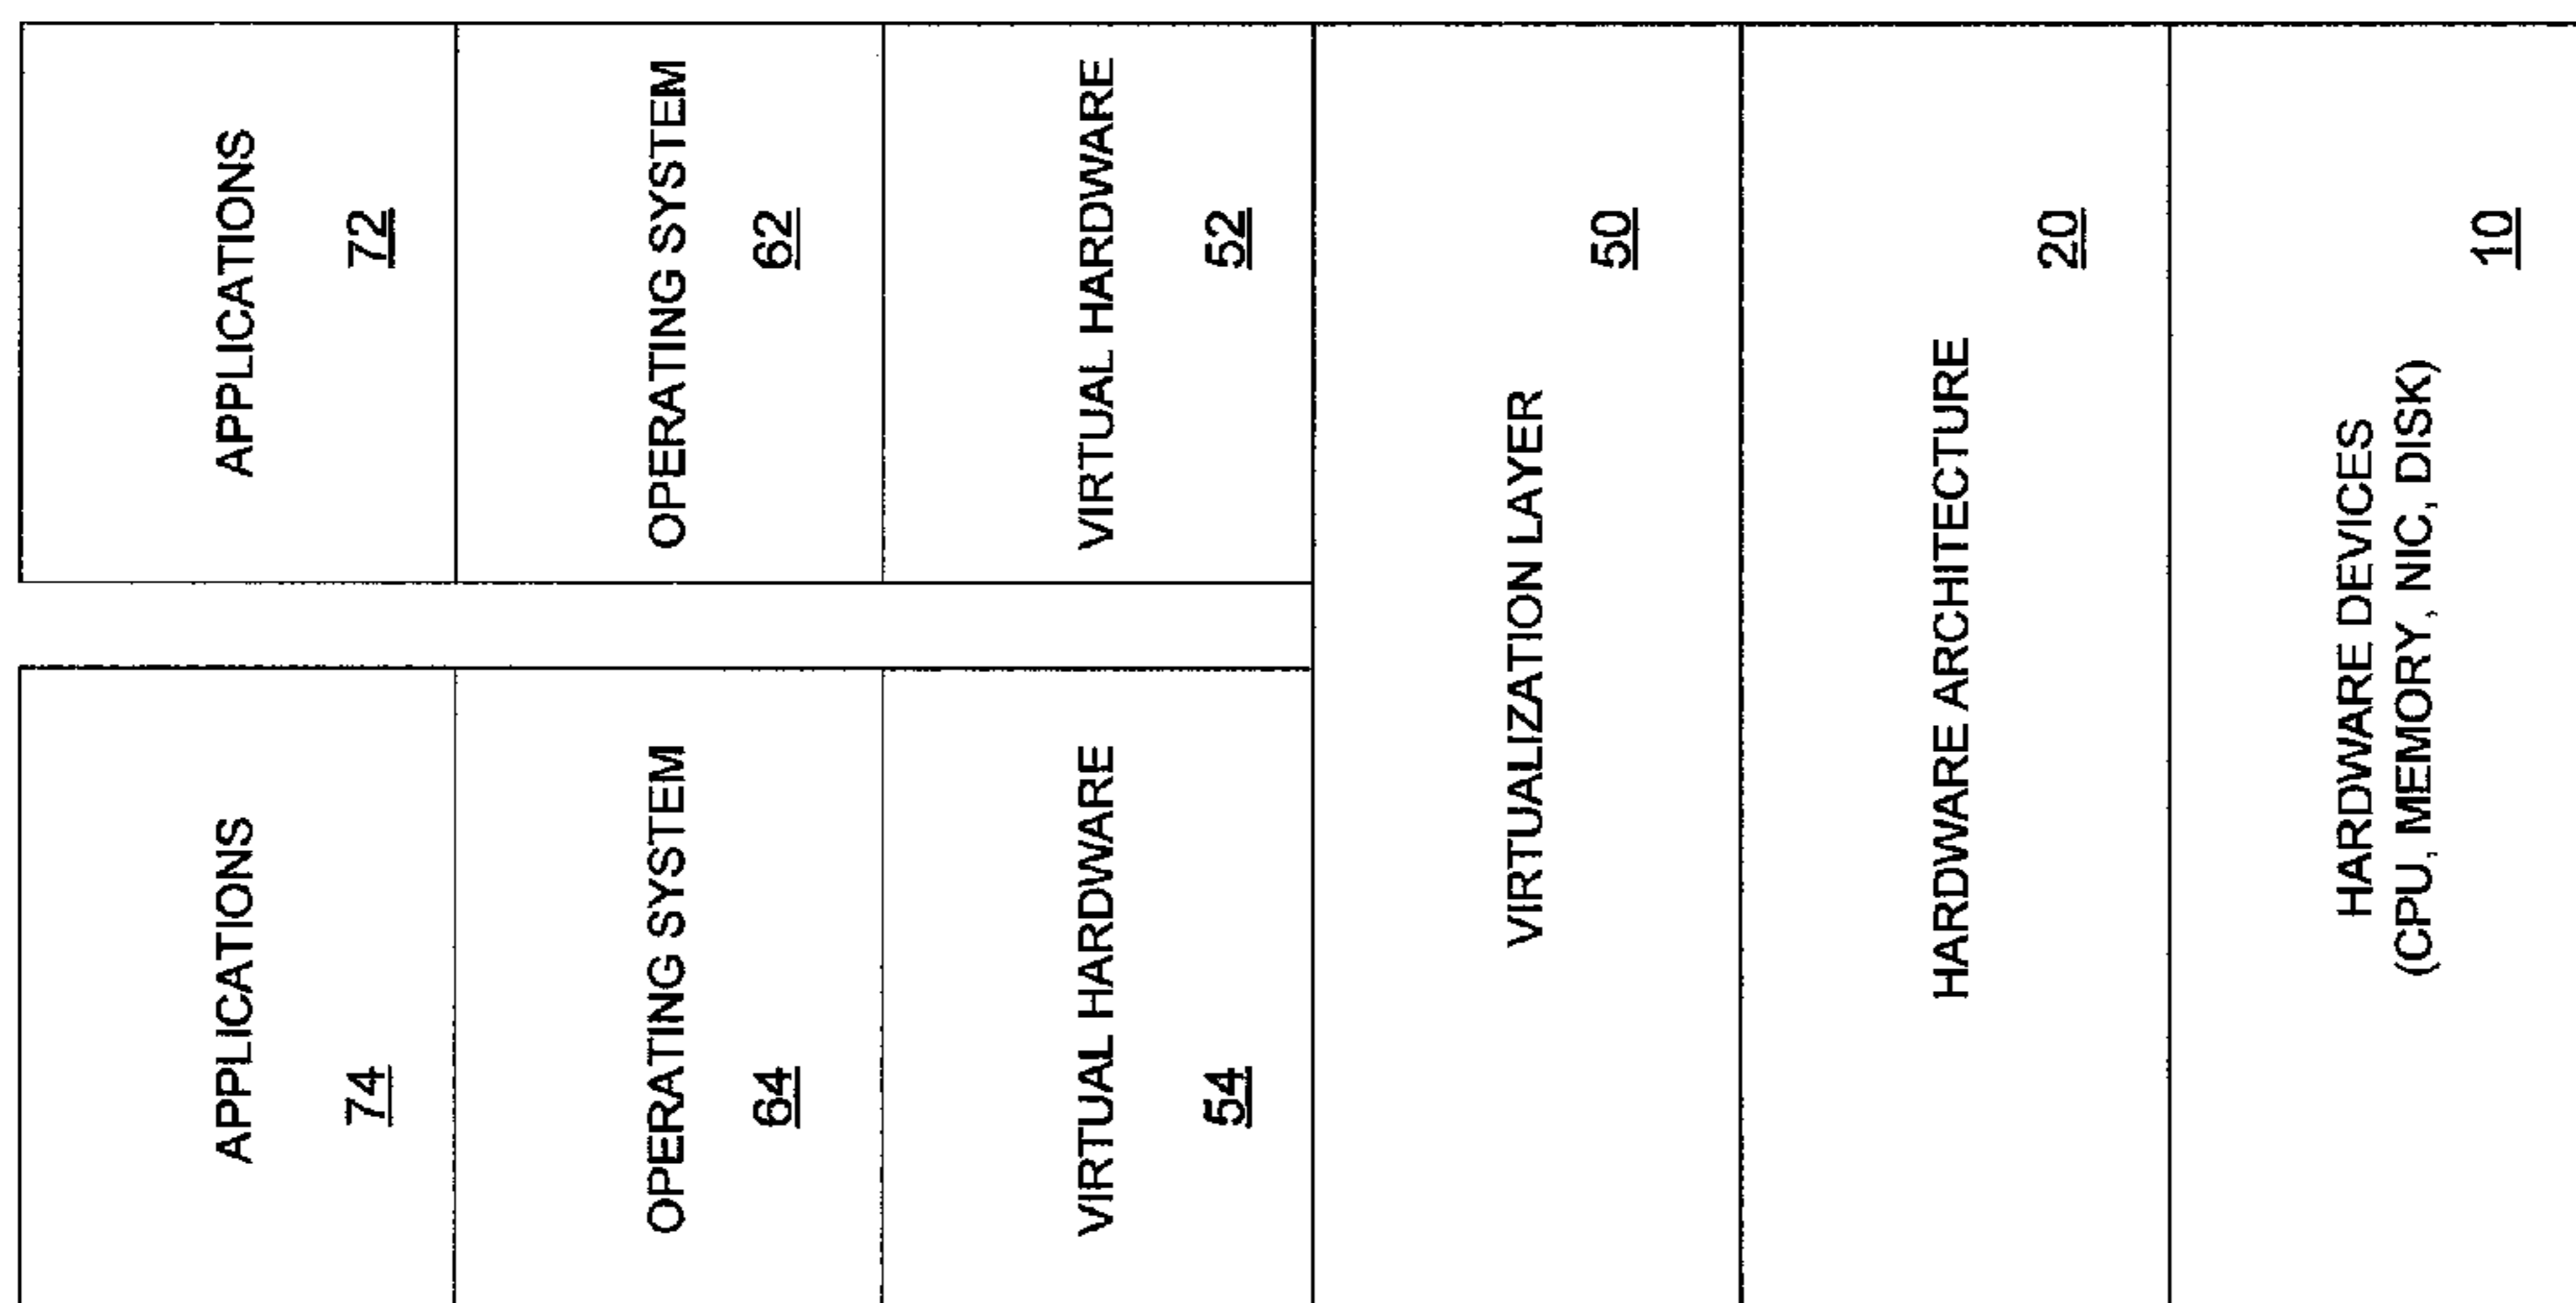 APPLICATIONS
74
APPLICATIONS
72
OPERATING SYSTEM
64
OPERATING SYSTEM
62
VIRTUAL HARDWARE
54
VIRTUAL HARDWARE
52
VIRTUALIZATION LAYER
50
HARDWARE ARCHITECTURE
20
HARDWARE DEVICES
(CPU, MEMORY, NIC, DISK)
10